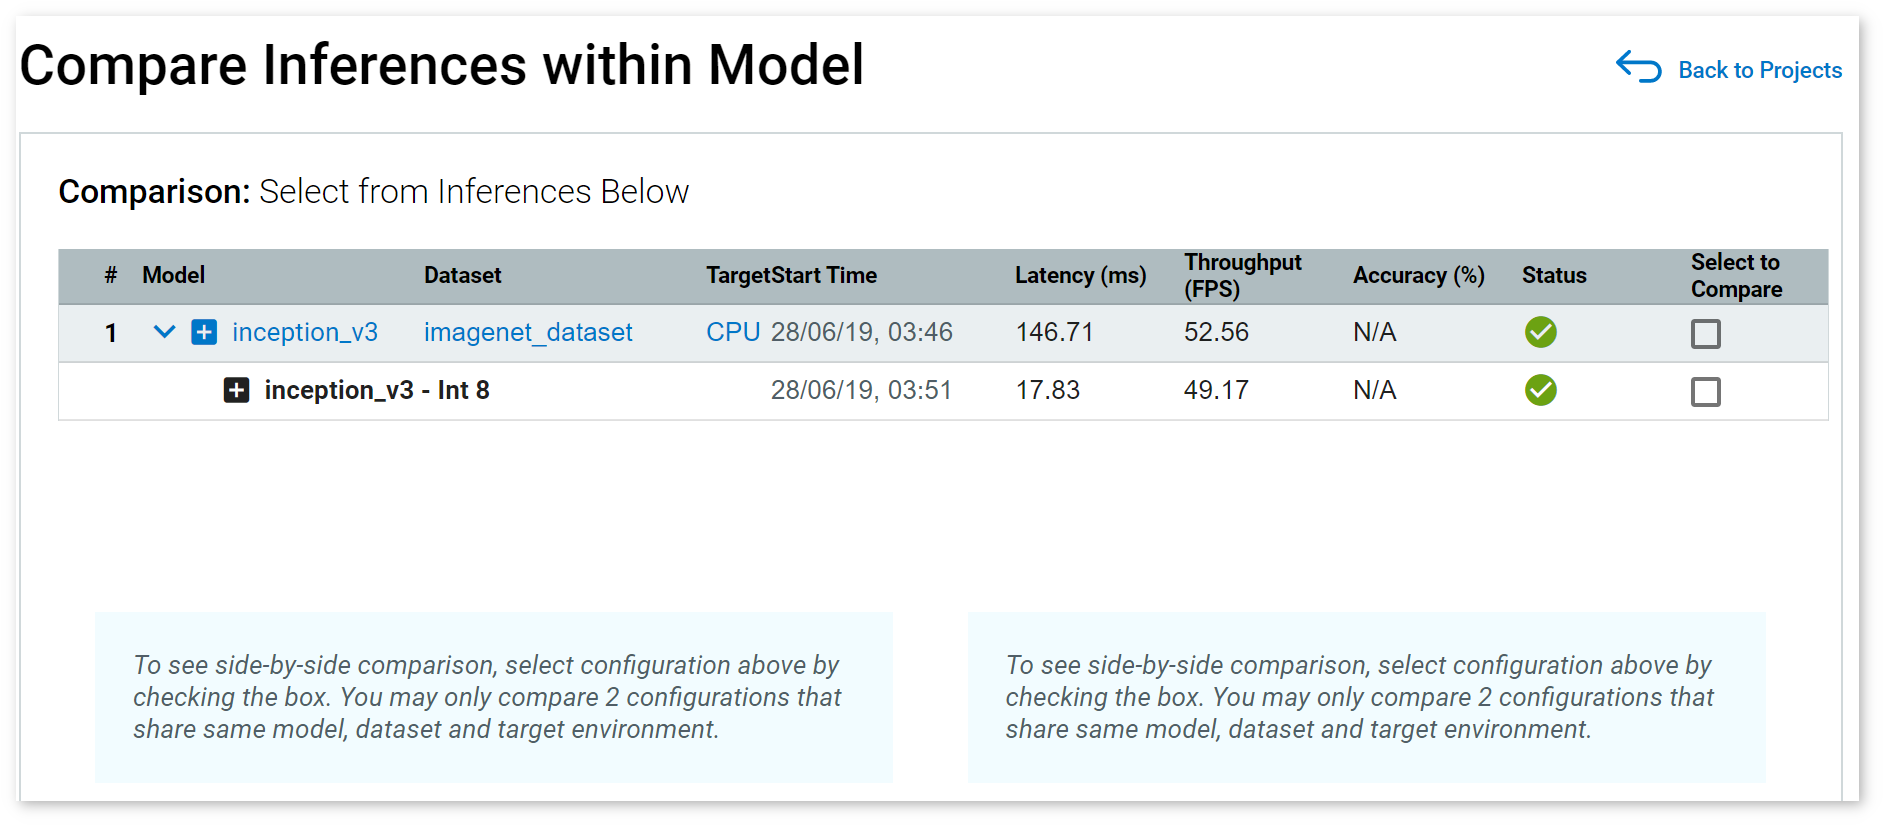 Compare Inferences within Model
Back to Projects
Comparison: Select from Inferences Below
# Model Dataset Target Start Time Latency (ms) Throughput (FPS) Accuracy (%) Status Select to Compare
1 inception_v3 imagenet_dataset CPU 28/06/19, 03:46 146.71 52.56 N/A
inception_v3 - Int 8 28/06/19, 03:51 17.83 49.17 N/A
To see side-by-side comparison, select configuration above by
checking the box. You may only compare 2 configurations that
share same model, dataset and target environment.
To see side-by-side comparison, select configuration above by
checking the box. You may only compare 2 configurations that
share same model, dataset and target environment.